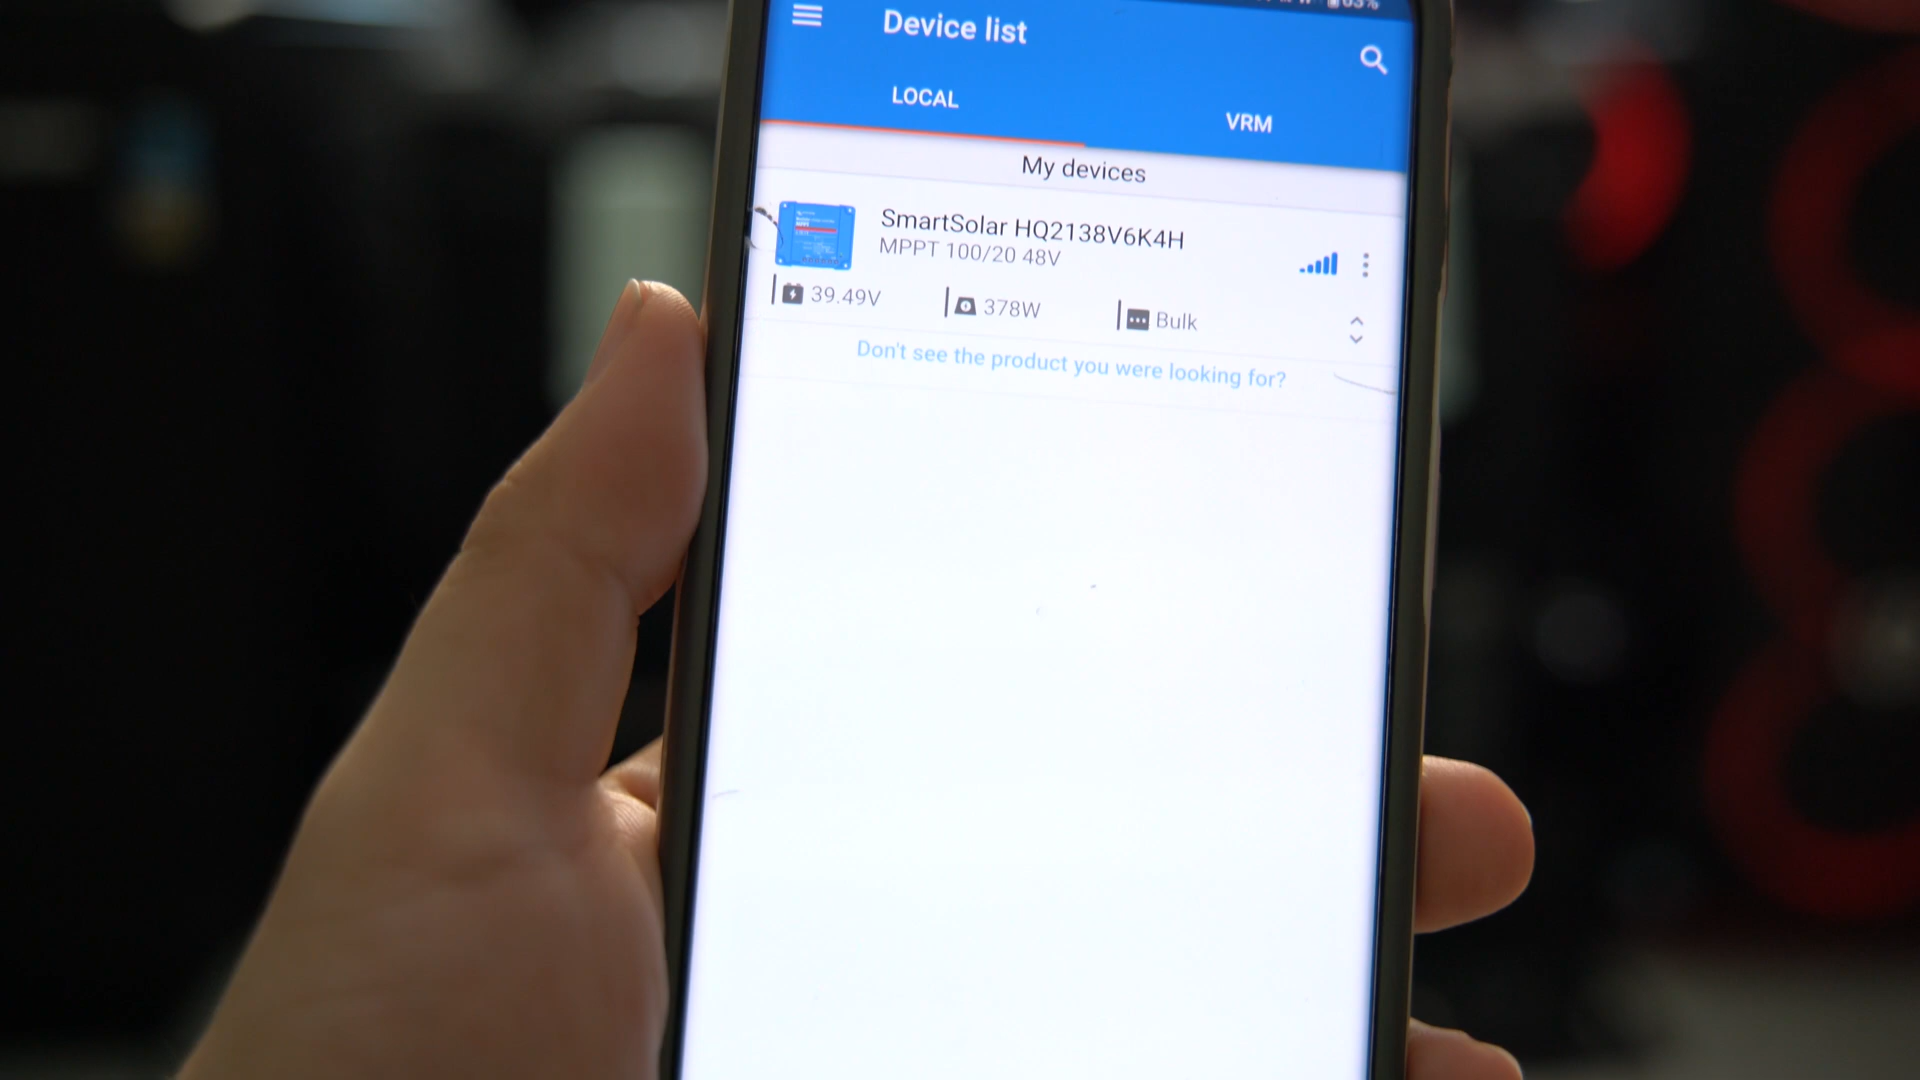 Device list
LOCAL
VRM
My devices
SmartSolar HQ2138V6K4H
MPPT 100/20 48V
39.49V
378W
Bulk
Don't see the product you were looking for?